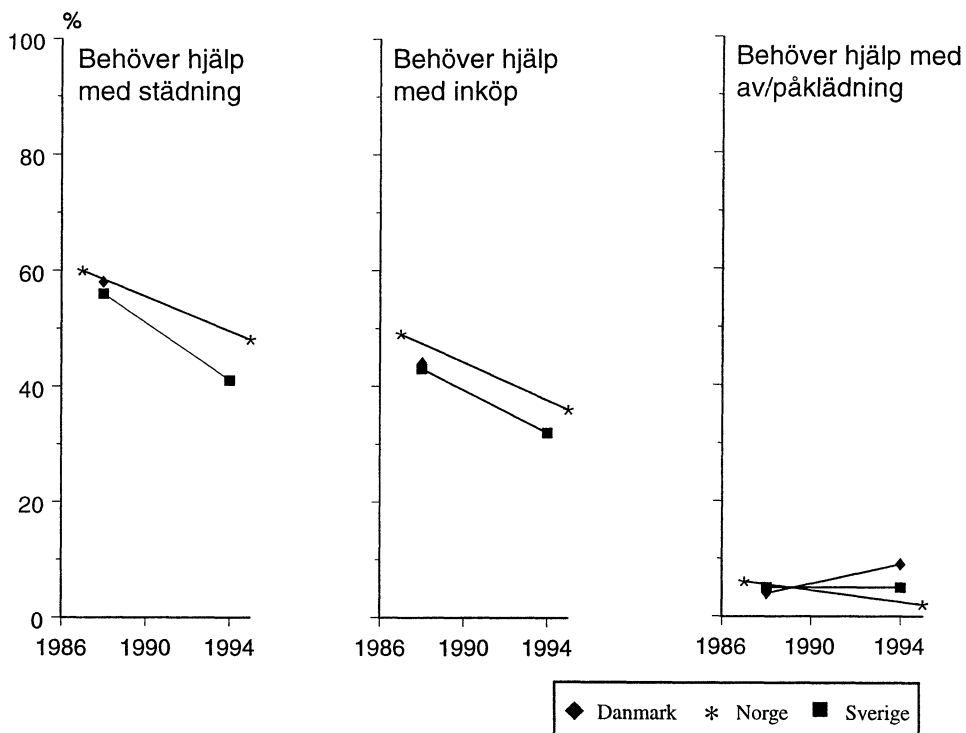 %
Behöver hjälp
med städning
Behöver hjälp
med inköp
Behöver hjälp med
av/påklädning
100
80
60
40
20
0
1986 1990 1994
1986 1990 1994
1986 1990 1994
Danmark Norge Sverige